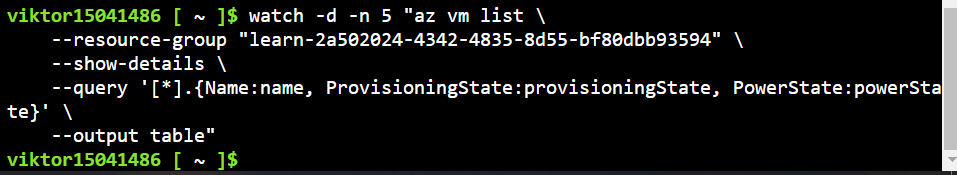 viktor15041486 [ ~ ]$ watch -d -n 5 "az vm list \
    --resource-group "learn-2a502024-4342-4835-8d55-bf80dbb93594" \
    --show-details \
    --query '[*].{Name:name, ProvisioningState:provisioningState, PowerState:powerSta
te}' \
    --output table"
viktor15041486 [ ~ ]$